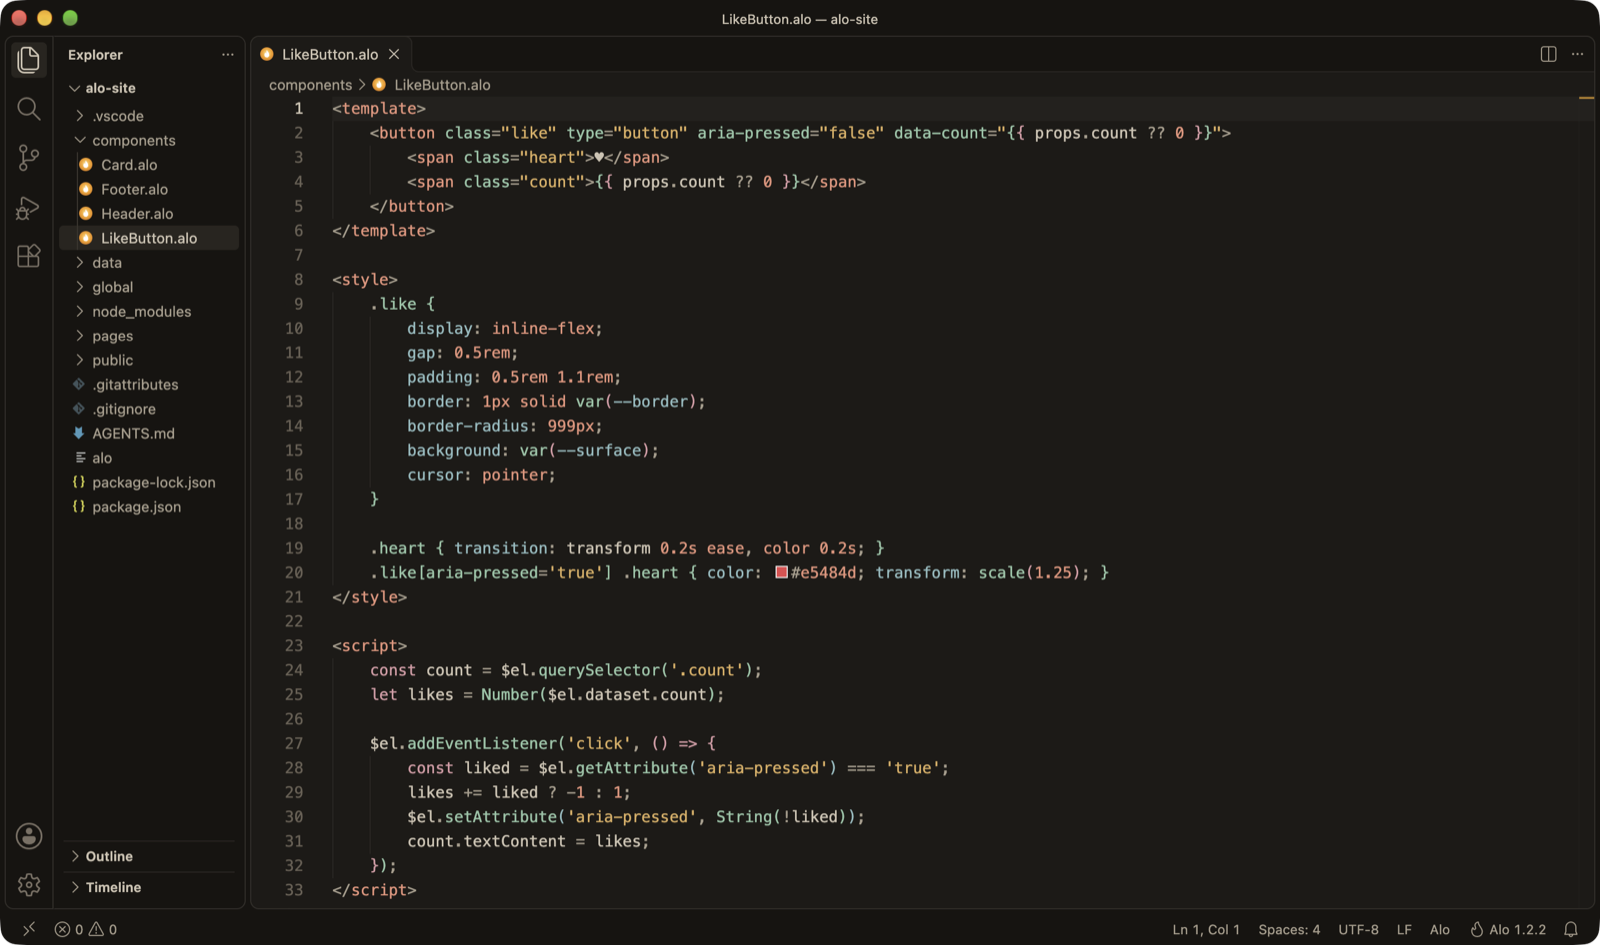 LikeButton.alo — alo-site
Explorer
alo-site
.vscode
components
Card.alo
Footer.alo
Header.alo
LikeButton.alo
data
global
node_modules
pages
public
.gitattributes
.gitignore
AGENTS.md
alo
package-lock.json
package.json
Outline
Timeline
LikeButton.alo
components > LikeButton.alo
1 <template>
2     <button class="like" type="button" aria-pressed="false" data-count="{{ props.count ?? 0 }}">
3         <span class="heart">♥</span>
4         <span class="count">{{ props.count ?? 0 }}</span>
5     </button>
6 </template>
7
8 <style>
9     .like {
10         display: inline-flex;
11         gap: 0.5rem;
12         padding: 0.5rem 1.1rem;
13         border: 1px solid var(--border);
14         border-radius: 999px;
15         background: var(--surface);
16         cursor: pointer;
17     }
18
19     .heart { transition: transform 0.2s ease, color 0.2s; }
20     .like[aria-pressed='true'] .heart { color: #e5484d; transform: scale(1.25); }
21 </style>
22
23 <script>
24     const count = $el.querySelector('.count');
25     let likes = Number($el.dataset.count);
26
27     $el.addEventListener('click', () => {
28         const liked = $el.getAttribute('aria-pressed') === 'true';
29         likes += liked ? -1 : 1;
30         $el.setAttribute('aria-pressed', String(!liked));
31         count.textContent = likes;
32     });
33 </script>
0 0
Ln 1, Col 1 Spaces: 4 UTF-8 LF Alo Alo 1.2.2